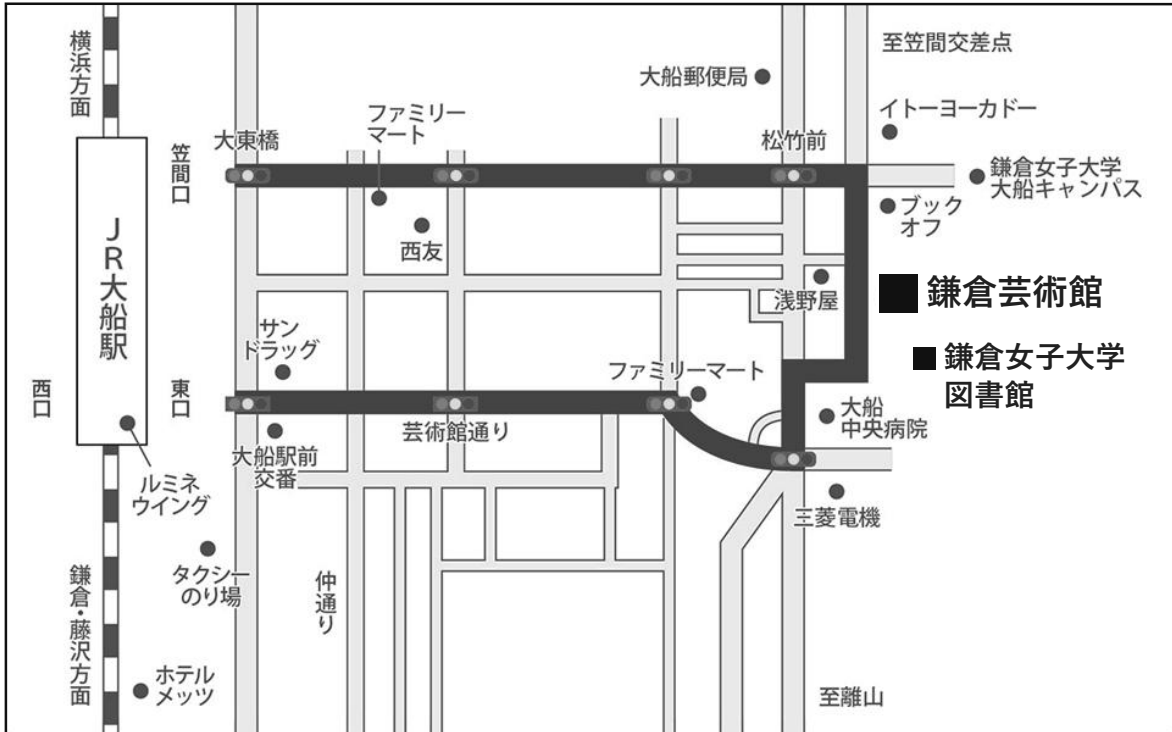 横浜方面
至笠間交差点
大船郵便局
イトーヨーカドー
ファミリー
マート
大東橋
松竹前
笠間口
鎌倉女子大学
大船キャンパス
ブック
オフ
西友
JR大船駅
浅野屋
鎌倉芸術館
サン
ドラッグ
鎌倉女子大学
図書館
ファミリーマート
西口
東口
大船
中央病院
芸術館通り
大船駅前
交番
ルミネ
ウイング
三菱電機
タクシー
のり場
仲通り
鎌倉・藤沢方面
ホテル
メッツ
至離山